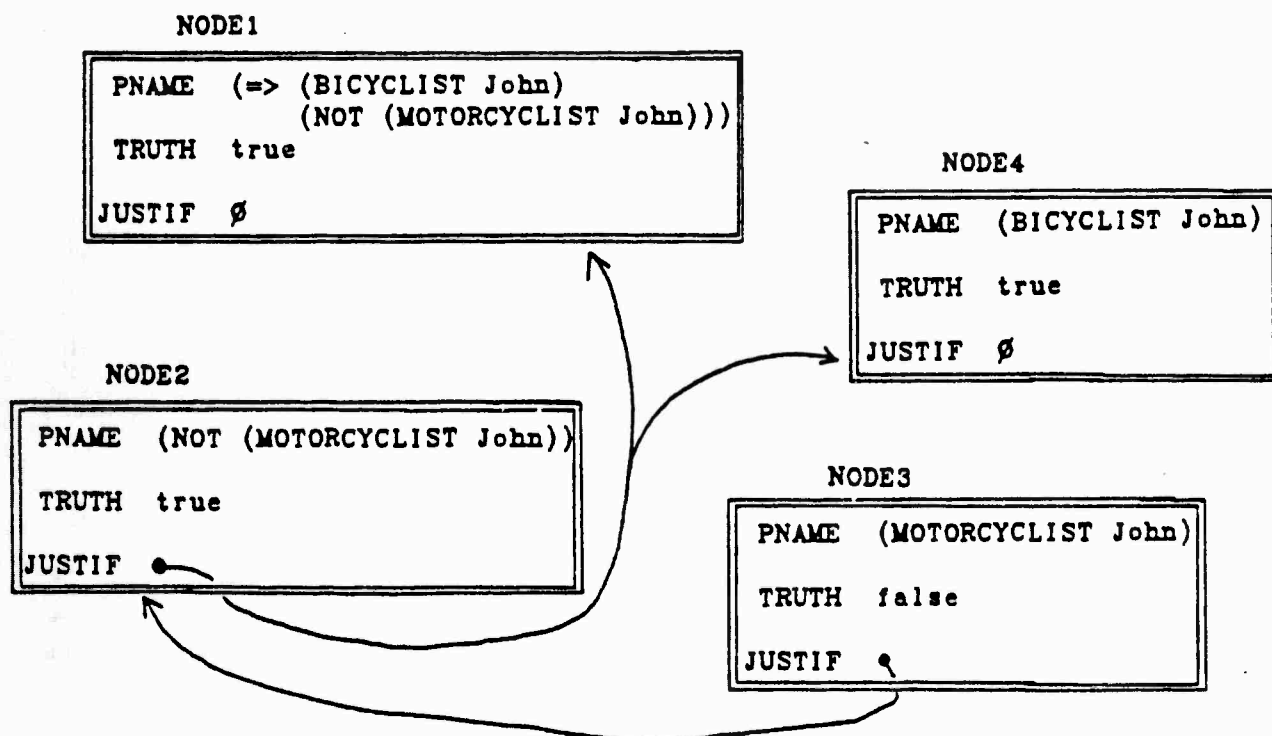 NODE1
PNAME (=> (BICYCLIST John)
(NOT (MOTORCYCLIST John)))
TRUTH true
JUSTIF Ø
NODE4
PNAME (BICYCLIST John)
TRUTH true
JUSTIF Ø
NODE2
PNAME (NOT (MOTORCYCLIST John))
TRUTH true
JUSTIF
NODE3
PNAME (MOTORCYCLIST John)
TRUTH false
JUSTIF